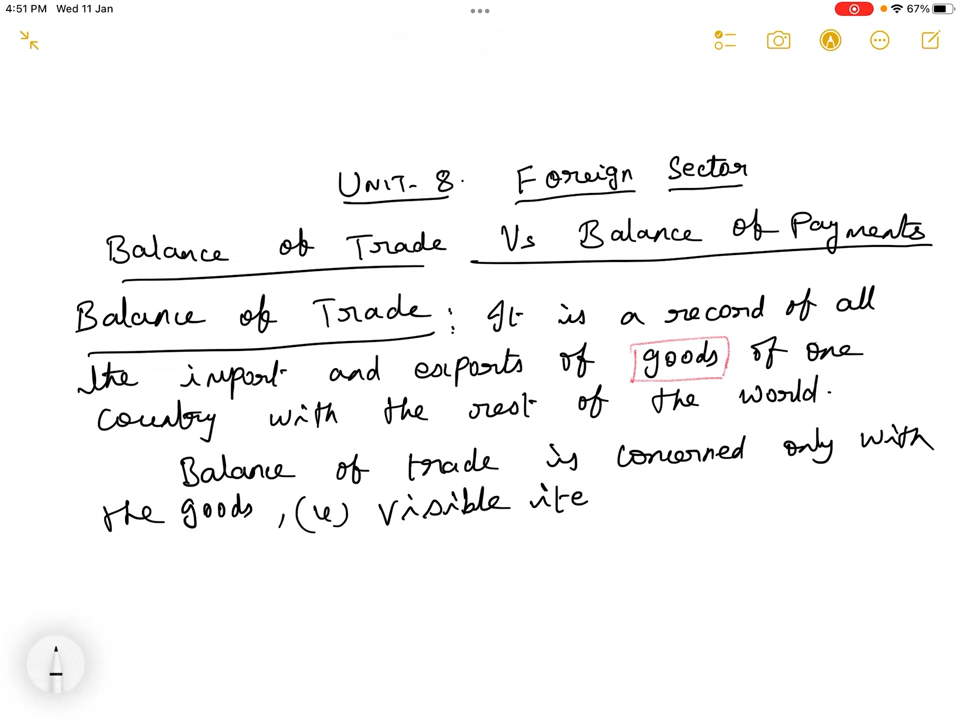 4:51 PM Wed 11 Jan 67%
UNIT-8. Foreign Sector
Balance of Trade Vs Balance of Payments
Balance of Trade : It is a record of all
the import and exports of goods of one
country with the rest of the world.
Balance of trade is concerned only with
the goods, (ie) visible ite